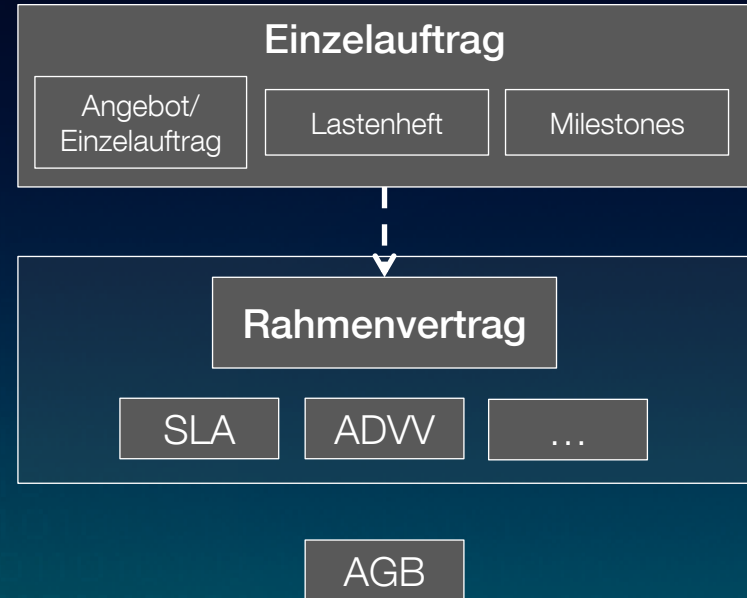 Einzelauftrag
Angebot/
Einzelauftrag
Lastenheft
Milestones
Rahmenvertrag
SLA
ADVV
...
AGB